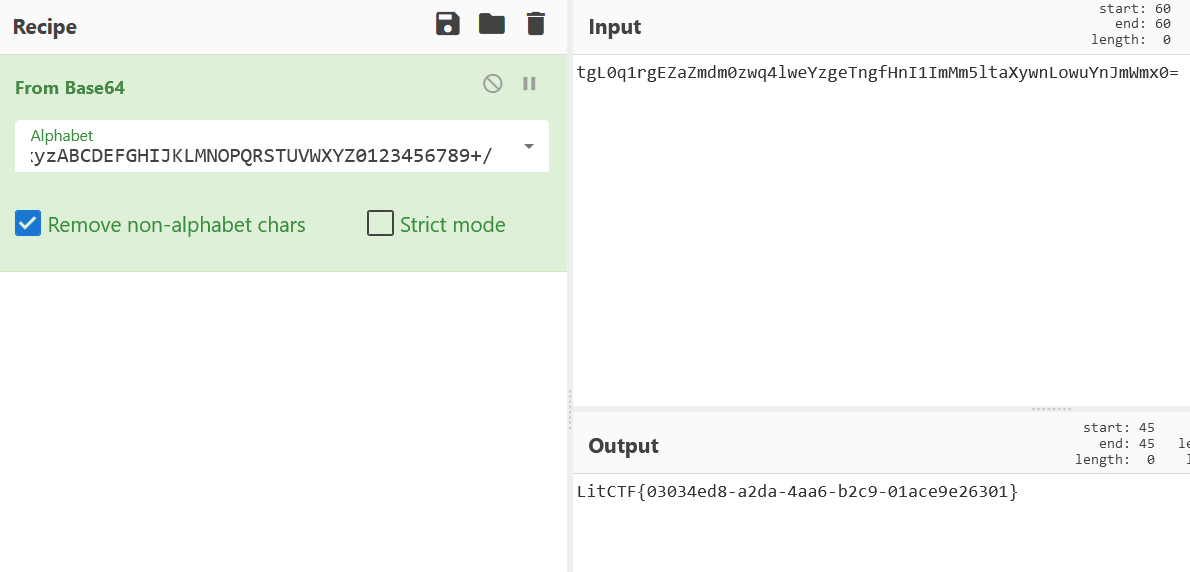 Recipe
From Base64
Alphabet
yzABCDEFGHIJKLMNOPQRSTUVWXYZ0123456789+/
Remove non-alphabet chars
Strict mode
Input
start: 60
end: 60
length: 0
tgL0q1rgEZaZmdm0zwq4lweYzgeTngfHnI1ImMm5ltaXywnLowuYnJmWmx0=
Output
start: 45
end: 45
length: 0
LitCTF{03034ed8-a2da-4aa6-b2c9-01ace9e26301}